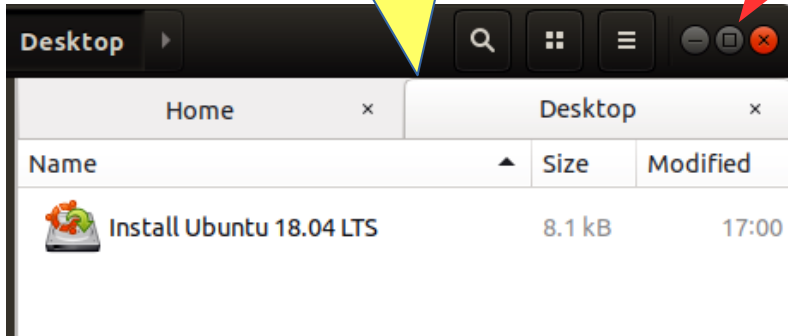 Desktop
Home × Desktop ×
Name Size Modified
Install Ubuntu 18.04 LTS 8.1 kB 17:00